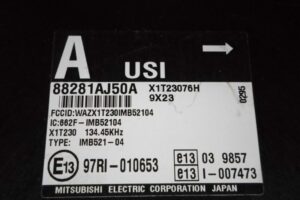 A USI
88281AJ50A X1T23076H
9X23
0295
FCCID:WAZX1T230IMB52104
IC:662F-IMB52104
X1T230 134.45KHz
TYPE: IMB521-04
E13 97RI-010653
e13 03 9857
e13 I-007473
MITSUBISHI ELECTRIC CORPORATION JAPAN